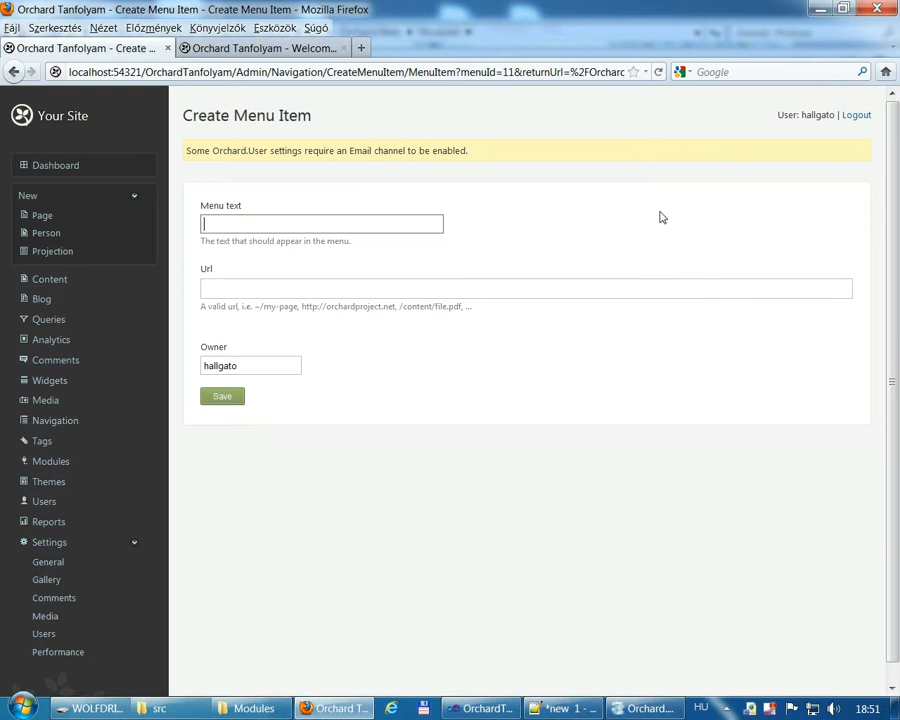 Orchard Tanfolyam - Create Menu Item - Create Menu Item - Mozilla Firefox
Fájl Szerkesztés Nézet Előzmények Könyvjelzők Eszközök Súgó
Orchard Tanfolyam - Create ... × Orchard Tanfolyam - Welcom... × +
localhost:54321/OrchardTanfolyam/Admin/Navigation/CreateMenuItem/MenuItem?menuId=11&returnUrl=%2FOrcharc
Google
Your Site
Create Menu Item
User: hallgato | Logout
Some Orchard.User settings require an Email channel to be enabled.
Dashboard
New
Page
Person
Projection
Content
Blog
Queries
Analytics
Comments
Widgets
Media
Navigation
Tags
Modules
Themes
Users
Reports
Settings
General
Gallery
Comments
Media
Users
Performance
Menu text
The text that should appear in the menu.
Url
A valid url, i.e. ~/my-page, http://orchardproject.net, /content/file.pdf, ...
Owner
hallgato
Save
WOLFDRI... src Modules Orchard T... OrchardT... *new 1 - ... Orchard.... HU 18:51